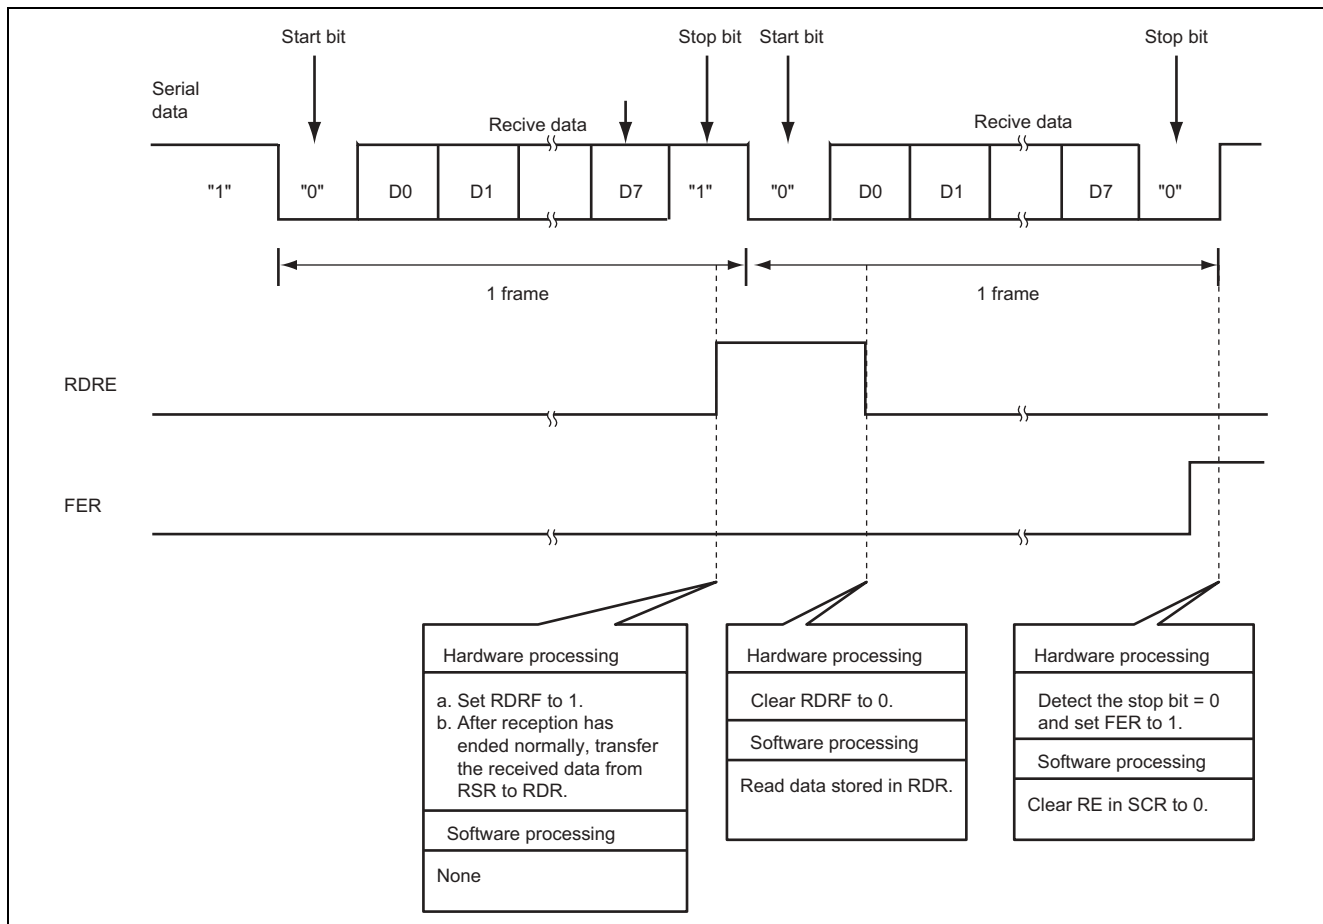 Start bit
Stop bit
Start bit
Stop bit
Serial
data
Recive data
Recive data
"1"
"0"
D0
D1
D7
"1"
"0"
D0
D1
D7
"0"
1 frame
1 frame
RDRE
FER
Hardware processing
a. Set RDRF to 1.
b. After reception has
ended normally, transfer
the received data from
RSR to RDR.
Software processing
None
Hardware processing
Clear RDRF to 0.
Software processing
Read data stored in RDR.
Hardware processing
Detect the stop bit = 0
and set FER to 1.
Software processing
Clear RE in SCR to 0.